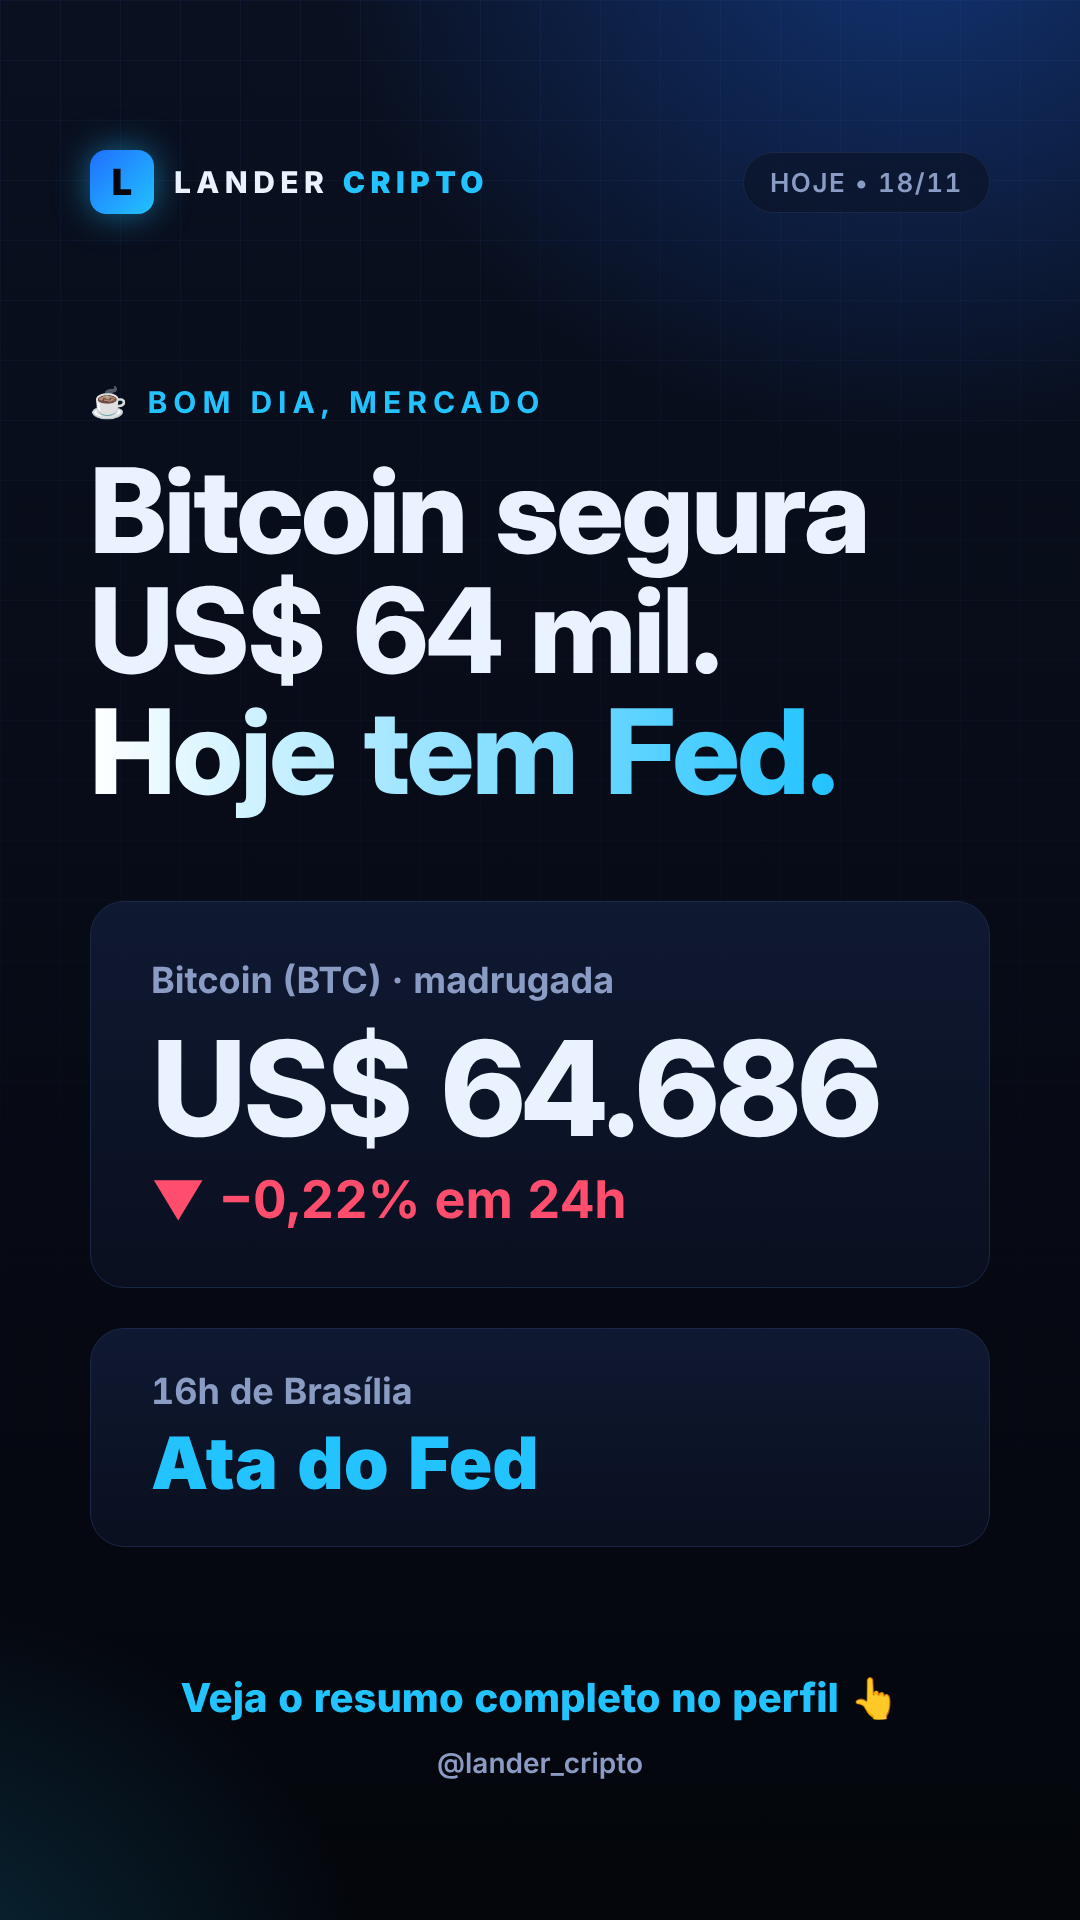 L LANDER CRIPTO
HOJE • 18/11
☕ BOM DIA, MERCADO
Bitcoin segura
US$ 64 mil.
Hoje tem Fed.
Bitcoin (BTC) · madrugada
US$ 64.686
▼ −0,22% em 24h
16h de Brasília
Ata do Fed
Veja o resumo completo no perfil 👆
@lander_cripto